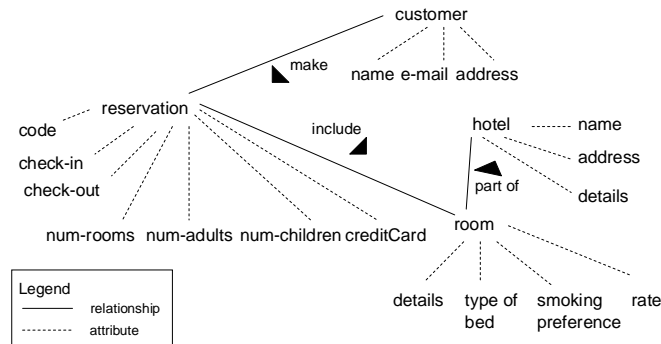 customer
make
name e-mail address
reservation
include
hotel
name
code
address
check-in
check-out
part of
details
room
num-rooms num-adults num-children creditCard
Legend
relationship
attribute
details
type of
bed
smoking
preference
rate